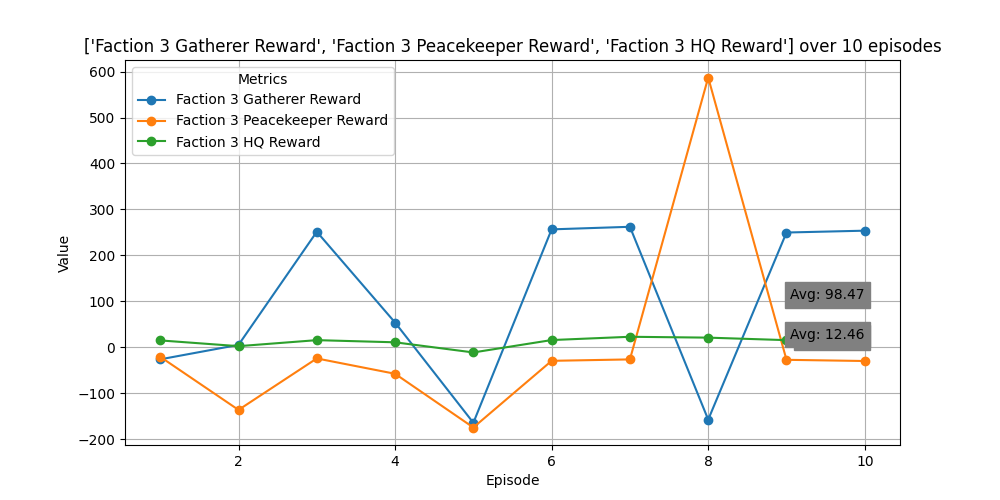 ['Faction 3 Gatherer Reward', 'Faction 3 Peacekeeper Reward', 'Faction 3 HQ Reward'] over 10 episodes
Metrics
Faction 3 Gatherer Reward
Faction 3 Peacekeeper Reward
Faction 3 HQ Reward
600
500
400
300
200
100
0
−100
−200
Value
Avg: 98.47
Avg: 12.46
2
4
6
8
10
Episode